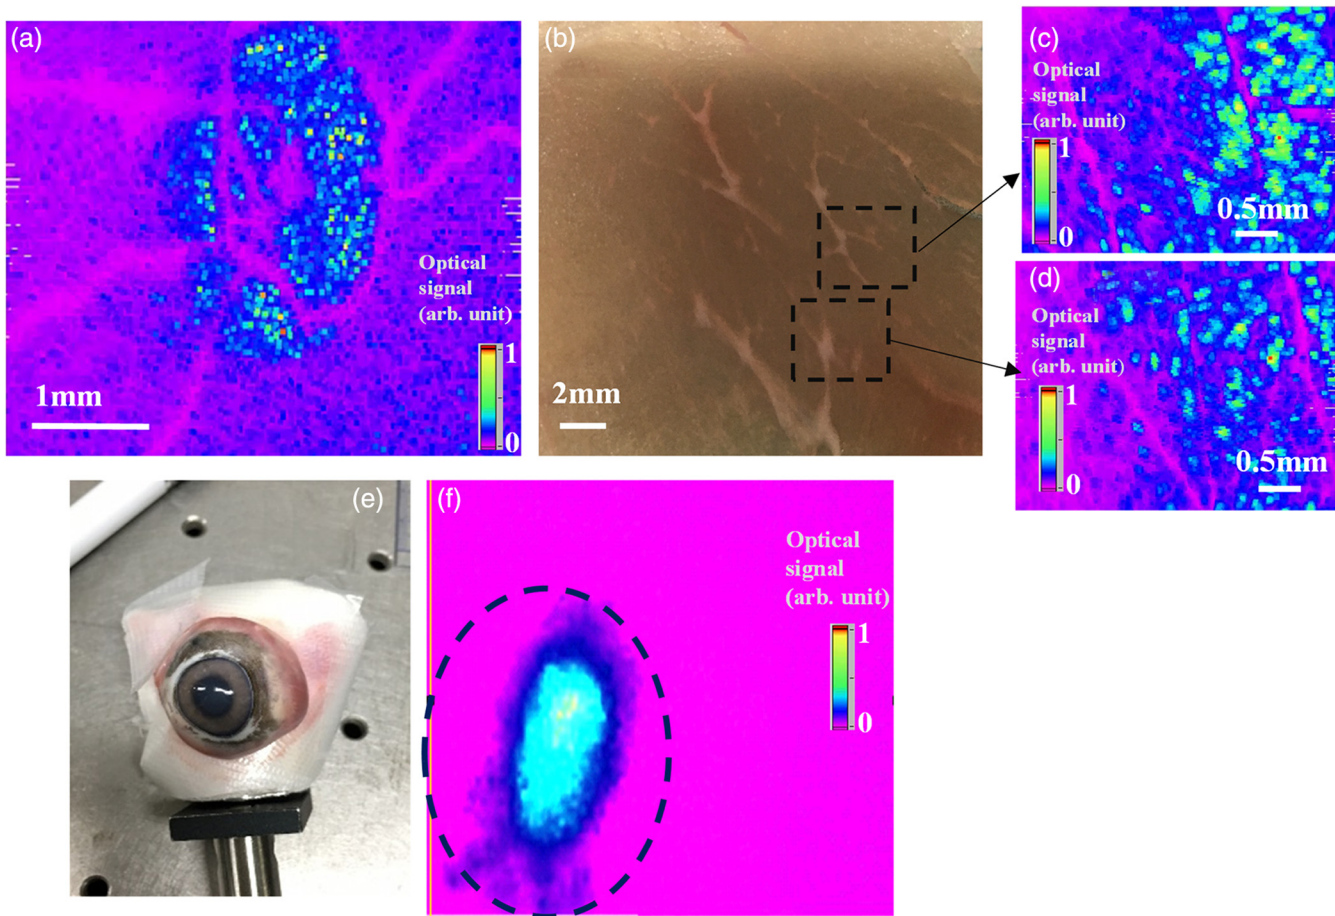 (a)
Optical
signal
(arb. unit)
1
0
1mm
(b)
2mm
(c)
Optical
signal
(arb. unit)
1
0
0.5mm
(d)
Optical
signal
(arb. unit)
1
0
0.5mm
(e)
(f)
Optical
signal
(arb. unit)
1
0